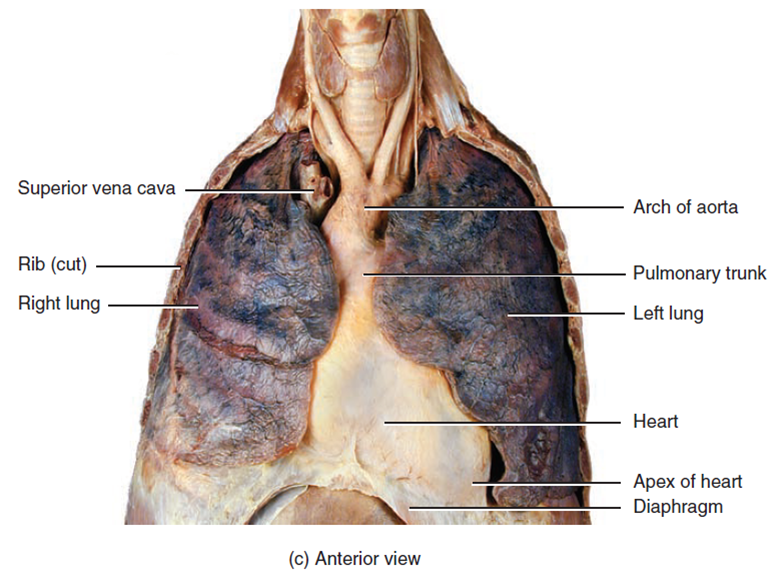 Superior vena cava
Rib (cut)
Right lung
Arch of aorta
Pulmonary trunk
Left lung
Heart
Apex of heart
Diaphragm
(c) Anterior view